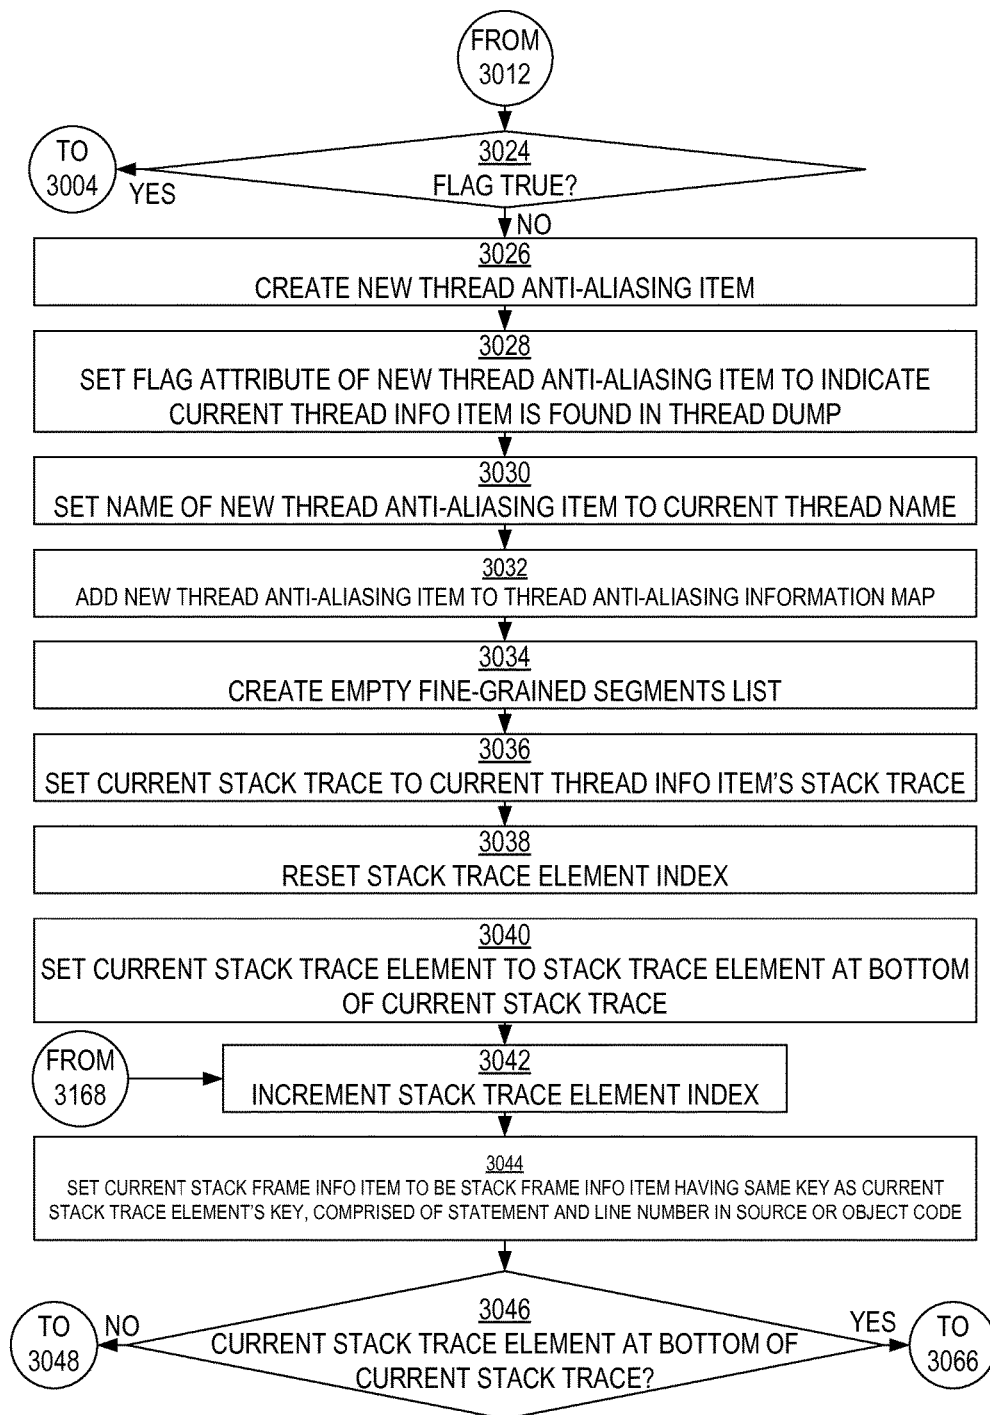 FROM
3012
TO
3004
YES
3024
FLAG TRUE?
NO
3026
CREATE NEW THREAD ANTI-ALIASING ITEM
3028
SET FLAG ATTRIBUTE OF NEW THREAD ANTI-ALIASING ITEM TO INDICATE
CURRENT THREAD INFO ITEM IS FOUND IN THREAD DUMP
3030
SET NAME OF NEW THREAD ANTI-ALIASING ITEM TO CURRENT THREAD NAME
3032
ADD NEW THREAD ANTI-ALIASING ITEM TO THREAD ANTI-ALIASING INFORMATION MAP
3034
CREATE EMPTY FINE-GRAINED SEGMENTS LIST
3036
SET CURRENT STACK TRACE TO CURRENT THREAD INFO ITEM'S STACK TRACE
3038
RESET STACK TRACE ELEMENT INDEX
3040
SET CURRENT STACK TRACE ELEMENT TO STACK TRACE ELEMENT AT BOTTOM
OF CURRENT STACK TRACE
FROM
3168
3042
INCREMENT STACK TRACE ELEMENT INDEX
3044
SET CURRENT STACK FRAME INFO ITEM TO BE STACK FRAME INFO ITEM HAVING SAME KEY AS CURRENT
STACK TRACE ELEMENT'S KEY, COMPRISED OF STATEMENT AND LINE NUMBER IN SOURCE OR OBJECT CODE
TO
3048
NO
3046
CURRENT STACK TRACE ELEMENT AT BOTTOM OF
CURRENT STACK TRACE?
YES
TO
3066